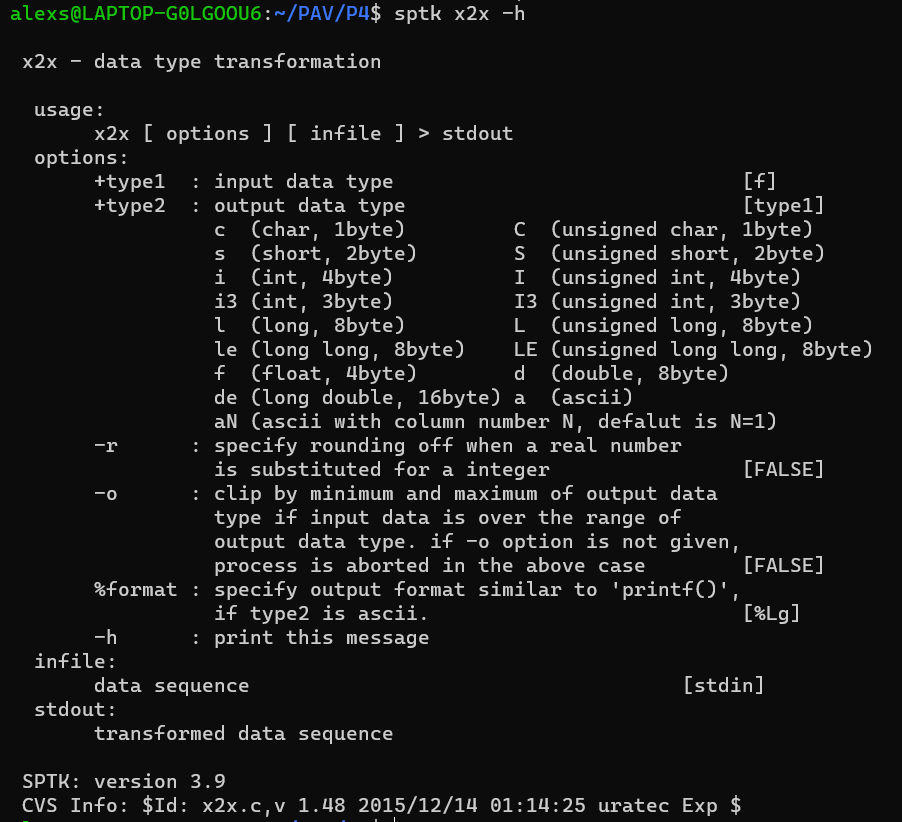 alexs@LAPTOP-G0LGOOU6:~/PAV/P4$ sptk x2x -h
x2x - data type transformation
usage:
x2x [ options ] [ infile ] > stdout
options:
+type1 : input data type [f]
+type2 : output data type [type1]
c (char, 1byte) C (unsigned char, 1byte)
s (short, 2byte) S (unsigned short, 2byte)
i (int, 4byte) I (unsigned int, 4byte)
i3 (int, 3byte) I3 (unsigned int, 3byte)
l (long, 8byte) L (unsigned long, 8byte)
le (long long, 8byte) LE (unsigned long long, 8byte)
f (float, 4byte) d (double, 8byte)
de (long double, 16byte) a (ascii)
aN (ascii with column number N, defalut is N=1)
-r : specify rounding off when a real number
is substituted for a integer [FALSE]
-o : clip by minimum and maximum of output data
type if input data is over the range of
output data type. if -o option is not given,
process is aborted in the above case [FALSE]
%format : specify output format similar to 'printf()',
if type2 is ascii. [%Lg]
-h : print this message
infile:
data sequence [stdin]
stdout:
transformed data sequence
SPTK: version 3.9
CVS Info: $Id: x2x.c,v 1.48 2015/12/14 01:14:25 uratec Exp $